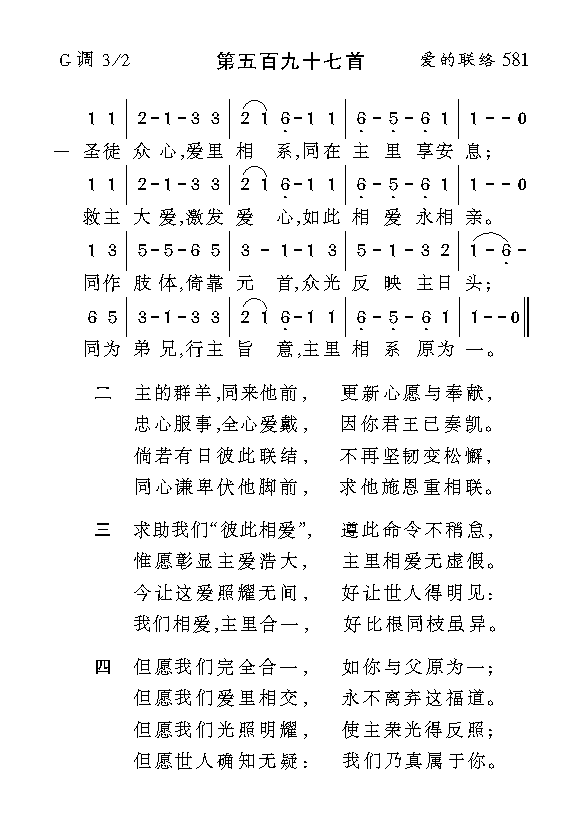 G调 3/2 第五百九十七首 爱的联络 581
1 1 | 2-1-3 3 | 2 1 6-1 1 | 6-5-6 1 | 1--0
一 圣徒 众心,爱里 相 系,同在 主 里 享安 息;
1 1 | 2-1-3 3 | 2 1 6-1 1 | 6-5-6 1 | 1--0
救主 大爱,激发 爱 心,如此 相 爱 永相 亲。
1 3 | 5-5-6 5 | 3-1-1 3 | 5-1-3 2 | 1-6-
同作 肢体,倚靠 元 首,众光 反 映 主日 头;
6 5 | 3-1-3 3 | 2 1 6-1 1 | 6-5-6 1 | 1--0
同为 弟兄,行主 旨 意,主里 相 系 原为 一。
二 主的群羊,同来他前, 更新心愿与奉献,
忠心服事,全心爱戴, 因你君王已奏凯。
倘若有日彼此联结, 不再坚韧变松懈,
同心谦卑伏他脚前, 求他施恩重相联。
三 求助我们“彼此相爱”, 遵此命令不稍怠,
惟愿彰显主爱浩大, 主里相爱无虚假。
今让这爱照耀无间, 好让世人得明见:
我们相爱,主里合一, 好比根同枝虽异。
四 但愿我们完全合一, 如你与父原为一;
但愿我们爱里相交, 永不离弃这福道。
但愿我们光照明耀, 使主荣光得反照;
但愿世人确知无疑: 我们乃真属于你。